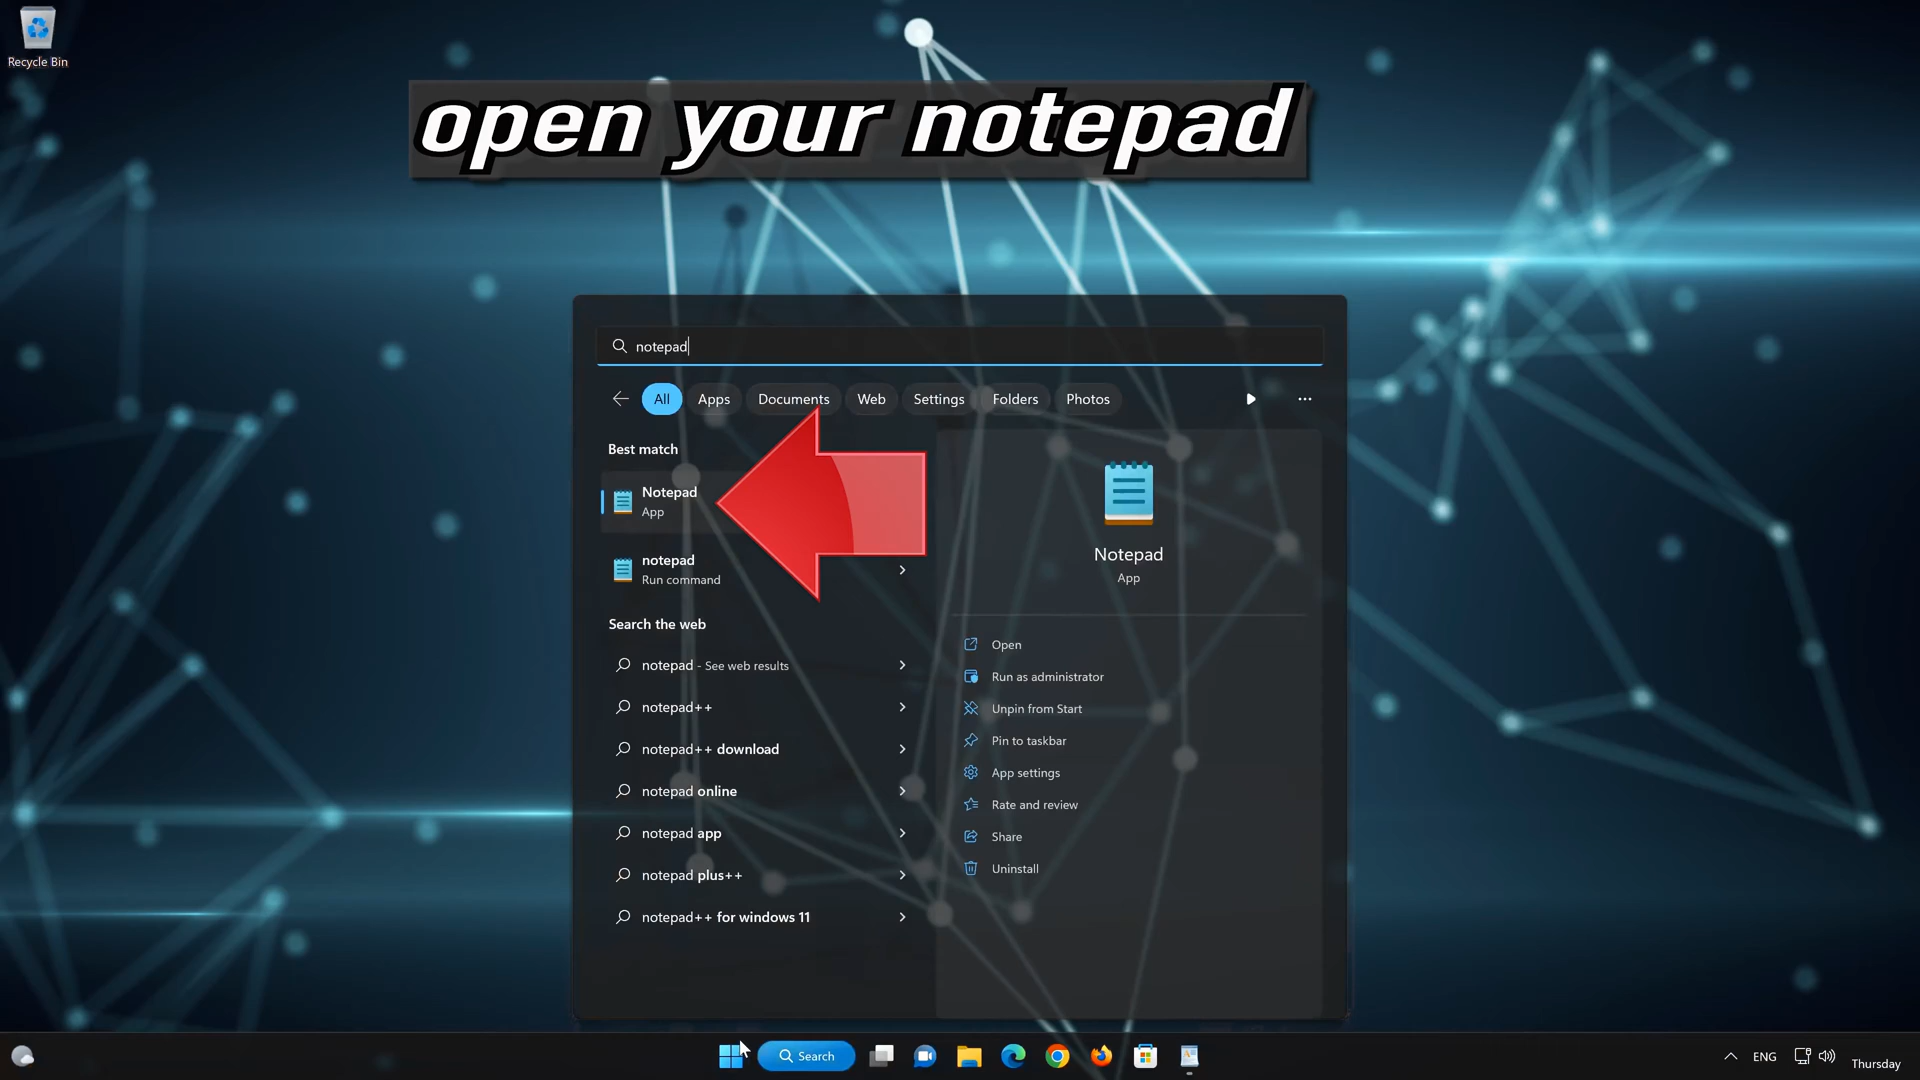 Recycle Bin
open your notepad
notepad
All Apps Documents Web Settings Folders Photos
Best match
Notepad
App
notepad
Run command
Search the web
notepad - See web results
notepad++
notepad++ download
notepad online
notepad app
notepad plus++
notepad++ for windows 11
Notepad
App
Open
Run as administrator
Unpin from Start
Pin to taskbar
App settings
Rate and review
Share
Uninstall
Search
ENG
Thursday